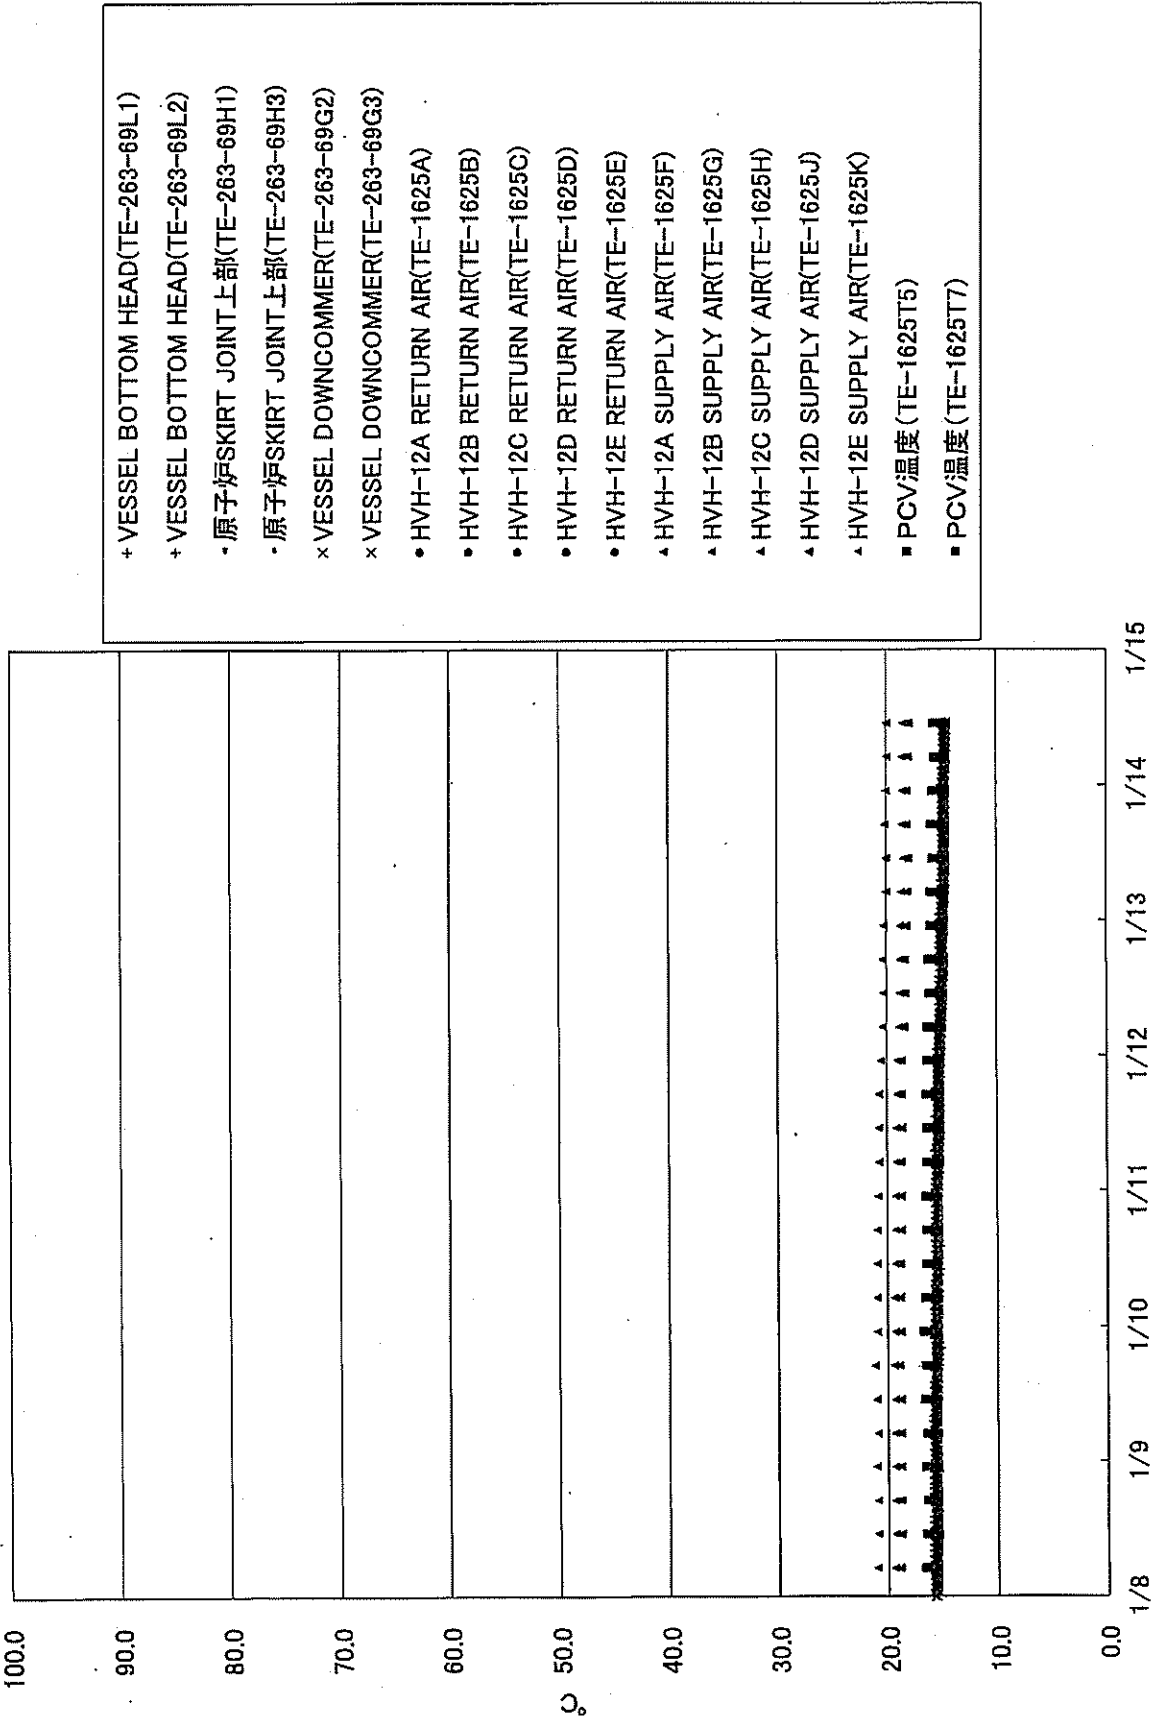 100.0
90.0
80.0
70.0
60.0
50.0
40.0
30.0
20.0
10.0
0.0
℃
1/8
1/9
1/10
1/11
1/12
1/13
1/14
1/15
+ VESSEL BOTTOM HEAD(TE-263-69L1)
+ VESSEL BOTTOM HEAD(TE-263-69L2)
- 原子炉SKIRT JOINT上部(TE-263-69H1)
- 原子炉SKIRT JOINT上部(TE-263-69H3)
× VESSEL DOWNCOMMER(TE-263-69G2)
× VESSEL DOWNCOMMER(TE-263-69G3)
● HVH-12A RETURN AIR(TE-1625A)
● HVH-12B RETURN AIR(TE-1625B)
● HVH-12C RETURN AIR(TE-1625C)
● HVH-12D RETURN AIR(TE-1625D)
● HVH-12E RETURN AIR(TE-1625E)
▲ HVH-12A SUPPLY AIR(TE-1625F)
▲ HVH-12B SUPPLY AIR(TE-1625G)
▲ HVH-12C SUPPLY AIR(TE-1625H)
▲ HVH-12D SUPPLY AIR(TE-1625J)
▲ HVH-12E SUPPLY AIR(TE-1625K)
■ PCV温度(TE-1625T5)
■ PCV温度(TE-1625T7)